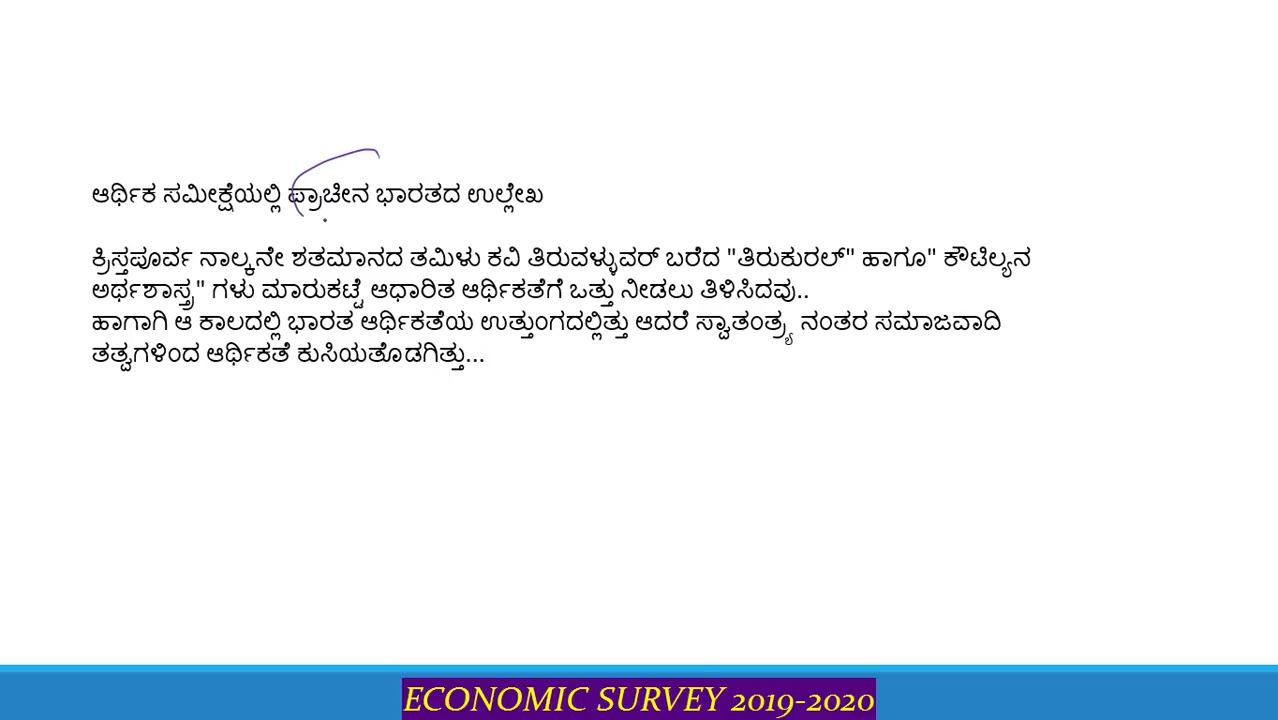 ಆರ್ಥಿಕ ಸಮೀಕ್ಷೆಯಲ್ಲಿ ಪ್ರಾಚೀನ ಭಾರತದ ಉಲ್ಲೇಖ
ಕ್ರಿಸ್ತಪೂರ್ವ ನಾಲ್ಕನೇ ಶತಮಾನದ ತಮಿಳು ಕವಿ ತಿರುವಳ್ಳುವರ್ ಬರೆದ "ತಿರುಕುರಲ್" ಹಾಗೂ" ಕೌಟಿಲ್ಯನ
ಅರ್ಥಶಾಸ್ತ್ರ" ಗಳು ಮಾರುಕಟ್ಟೆ ಆಧಾರಿತ ಆರ್ಥಿಕತೆಗೆ ಒತ್ತು ನೀಡಲು ತಿಳಿಸಿದವು..
ಹಾಗಾಗಿ ಆ ಕಾಲದಲ್ಲಿ ಭಾರತ ಆರ್ಥಿಕತೆಯ ಉತ್ತುಂಗದಲ್ಲಿತ್ತು ಆದರೆ ಸ್ವಾತಂತ್ರ್ಯ ನಂತರ ಸಮಾಜವಾದಿ
ತತ್ವಗಳಿಂದ ಆರ್ಥಿಕತೆ ಕುಸಿಯತೊಡಗಿತ್ತು...
ECONOMIC SURVEY 2019-2020